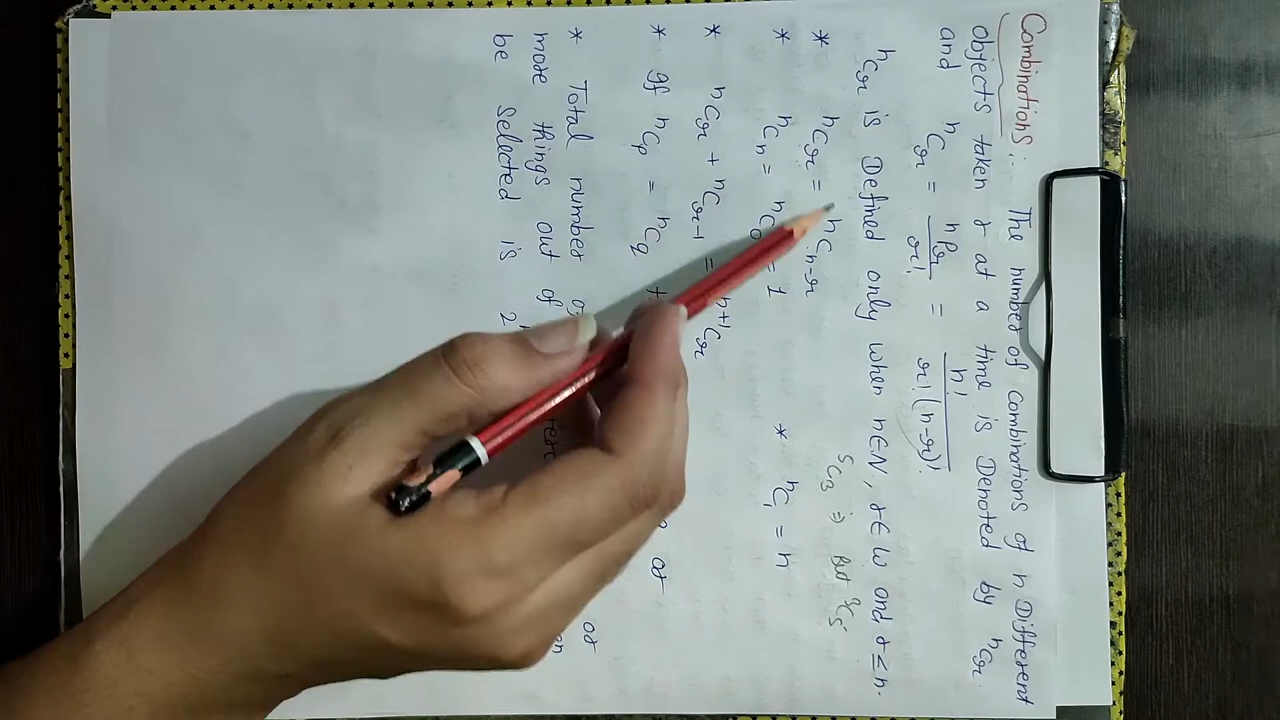 Combinations :- The number of Combinations of n Different
objects taken r at a time is Denoted by ⁿCr
and ⁿCr = ⁿPr/r! = n!/r!(n-r)!
ⁿCr is Defined only when n∈N, r∈W and r≤n.
⁵C₃ ⇒ But ³C₅
* ⁿCr = ⁿCn-r
* ⁿCn = ⁿC₀ = 1 * ⁿC₁ = n
* ⁿCr + ⁿCr-1 = ⁿ⁺¹Cr
* If ⁿCp = ⁿCq
* Total number or
more things out of
be selected is